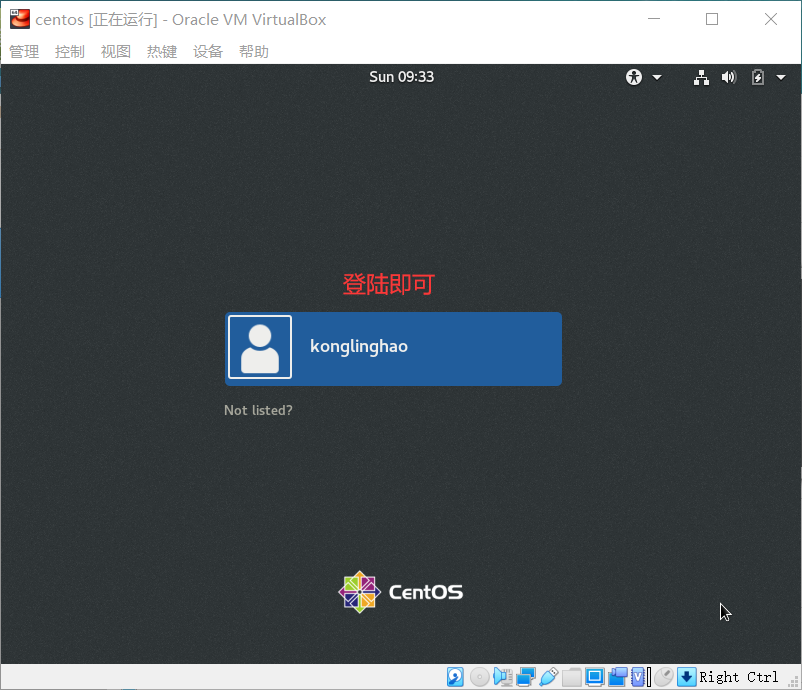 centos [正在运行] - Oracle VM VirtualBox
管理 控制 视图 热键 设备 帮助
Sun 09:33
登陆即可
konglinghao
Not listed?
CentOS
Right Ctrl